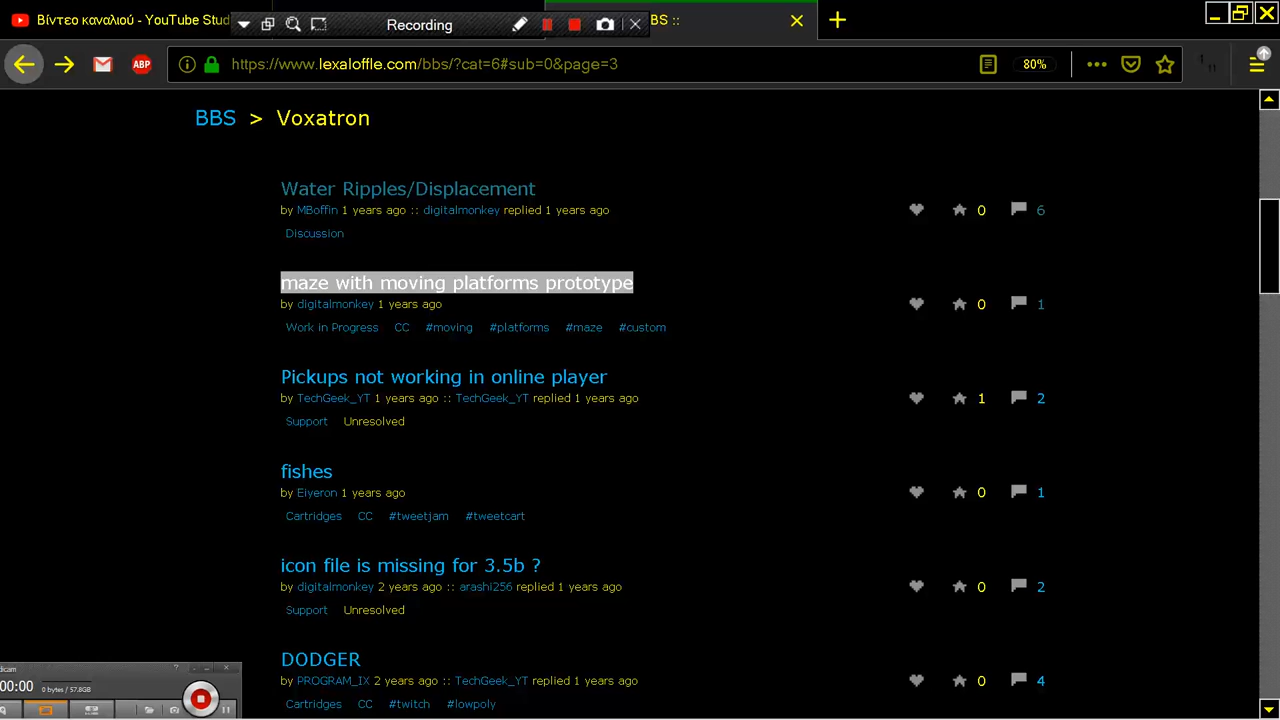 Βίντεο καναλιού - YouTube Stud
Recording
BBS ::
https://www.lexaloffle.com/bbs/?cat=6#sub=0&page=3
80%
ABP
BBS > Voxatron
Water Ripples/Displacement
by MBoffin 1 years ago :: digitalmonkey replied 1 years ago
0 6
Discussion
maze with moving platforms prototype
by digitalmonkey 1 years ago
0 1
Work in Progress CC #moving #platforms #maze #custom
Pickups not working in online player
by TechGeek_YT 1 years ago :: TechGeek_YT replied 1 years ago
1 2
Support Unresolved
fishes
by Eiyeron 1 years ago
0 1
Cartridges CC #tweetjam #tweetcart
icon file is missing for 3.5b ?
by digitalmonkey 2 years ago :: arashi256 replied 1 years ago
0 2
Support Unresolved
DODGER
by PROGRAM_IX 2 years ago :: TechGeek_YT replied 1 years ago
0 4
Cartridges CC #twitch #lowpoly
dicam
00:00 0 bytes / 57.8GB